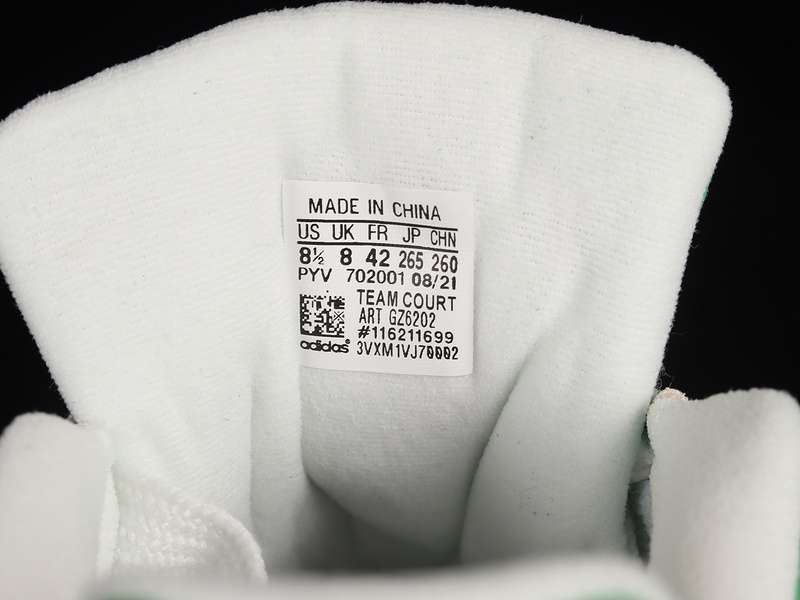 MADE IN CHINA
US UK FR JP CHN
8½ 8 42 265 260
PYV 702001 08/21
TEAM COURT
ART GZ6202
#116211699
adidas® 3VXM1VJ70002